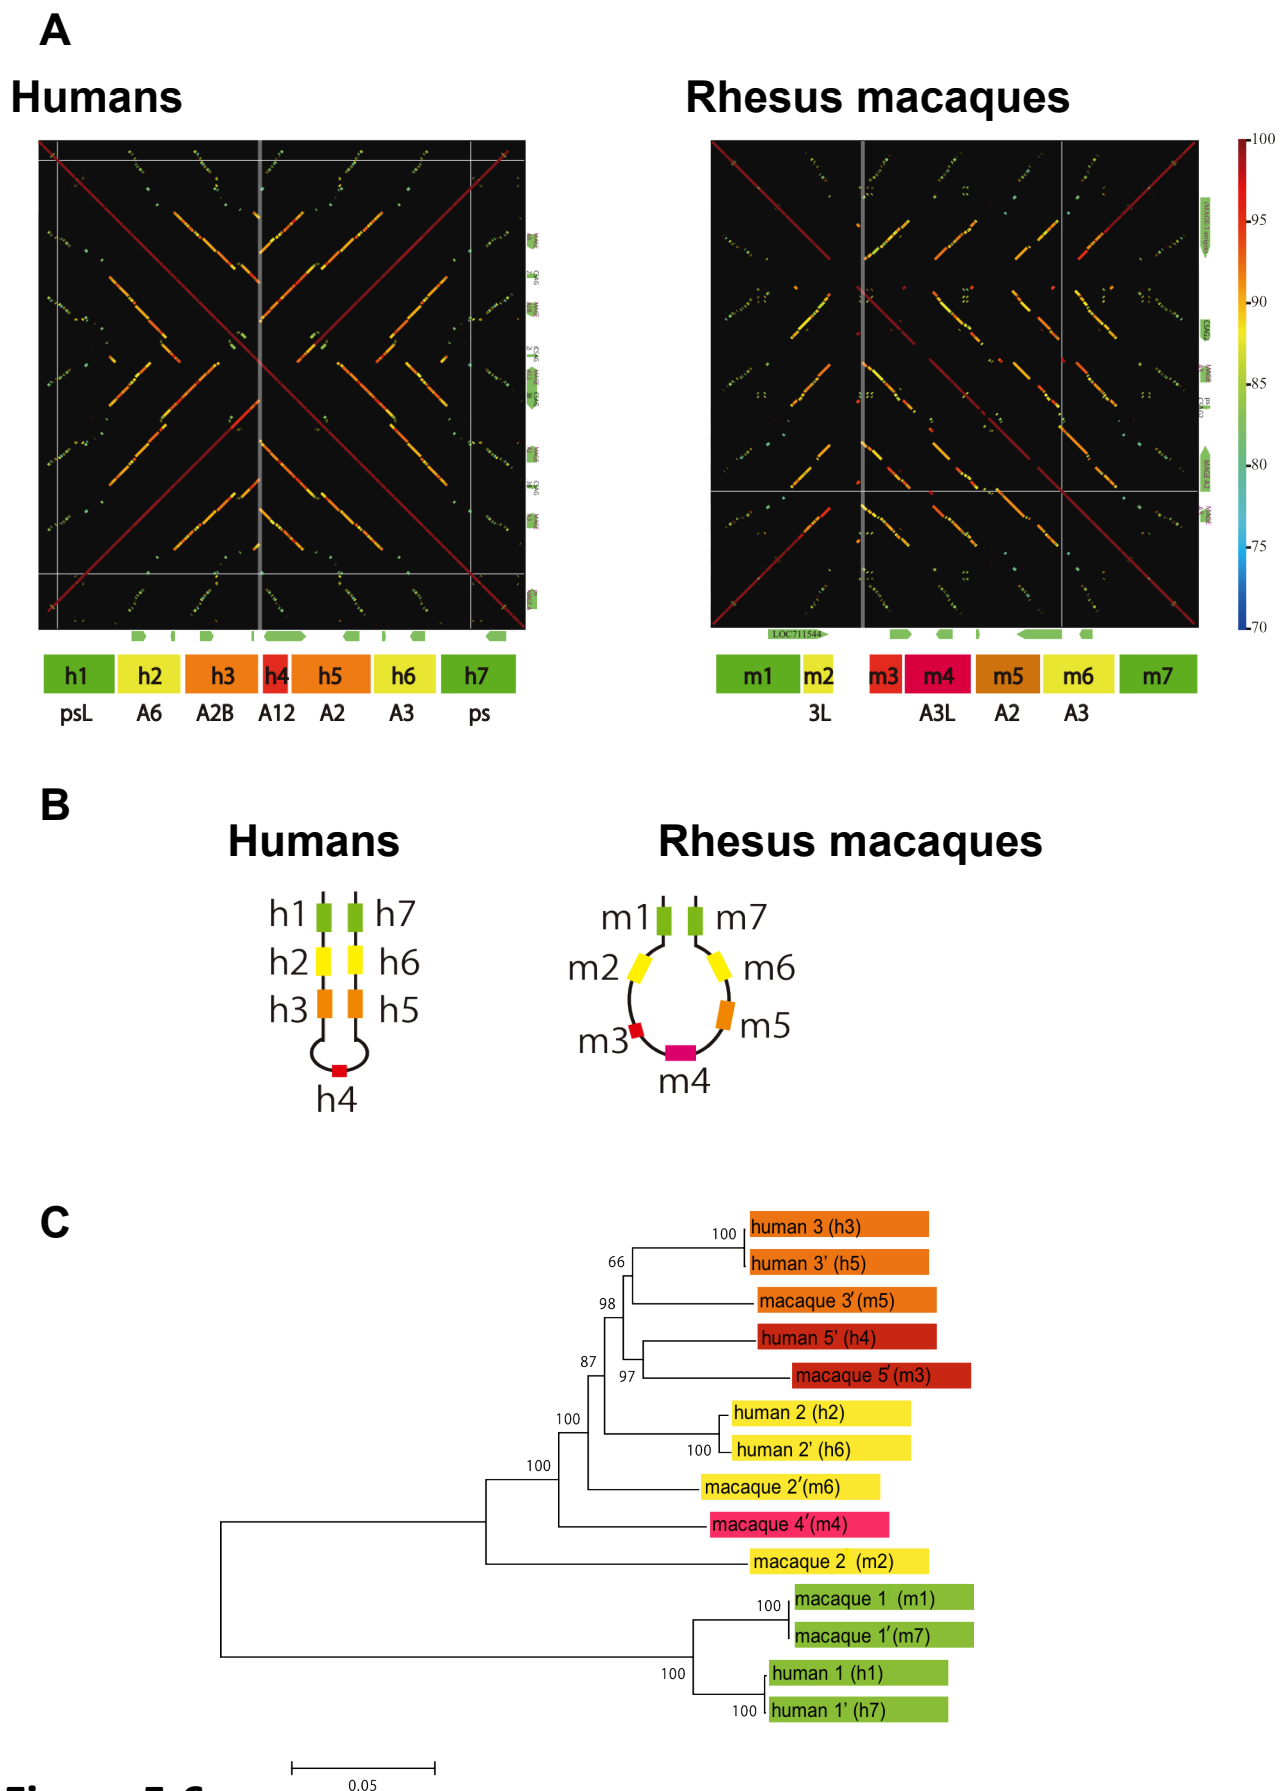 A
Humans
Rhesus macaques
100
95
90
85
80
75
70
LOC711544
h1 h2 h3 h4 h5 h6 h7
psL A6 A2B A12 A2 A3 ps
m1 m2 m3 m4 m5 m6 m7
3L A3L A2 A3
B
Humans
Rhesus macaques
h1 h7
h2 h6
h3 h5
h4
m1 m7
m2 m6
m3 m5
m4
C
human 3 (h3)
human 3' (h5)
macaque 3′(m5)
human 5' (h4)
macaque 5′(m3)
human 2 (h2)
human 2' (h6)
macaque 2′(m6)
macaque 4′(m4)
macaque 2 (m2)
macaque 1 (m1)
macaque 1′(m7)
human 1 (h1)
human 1' (h7)
100
66
98
97
87
100
100
100
100
100
100
0.05